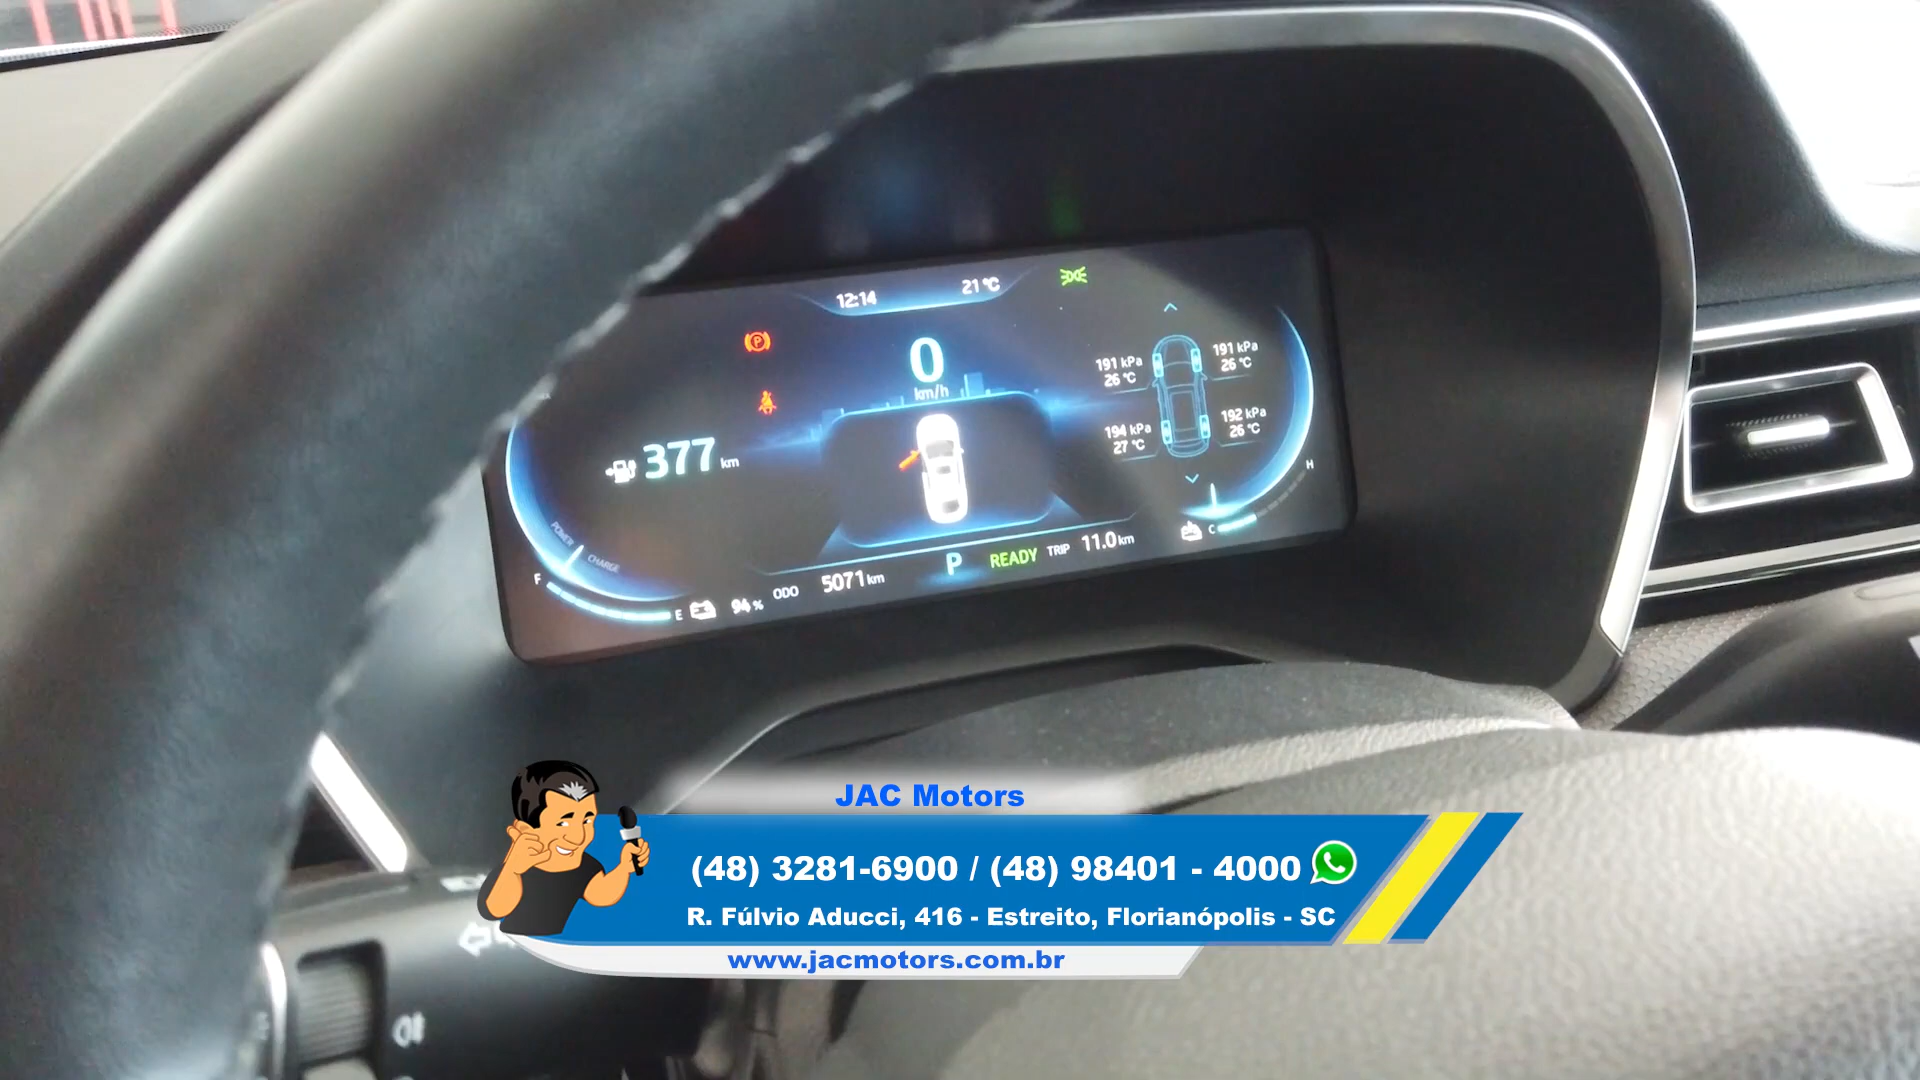 12:14
21 °C
0
km/h
377 km
191 kPa
26 °C
191 kPa
26 °C
194 kPa
27 °C
192 kPa
26 °C
POWER
CHARGE
F
E
94 %
ODO
5071 km
P
READY
TRIP
11.0 km
C
H
JAC Motors
(48) 3281-6900 / (48) 98401 - 4000
R. Fúlvio Aducci, 416 - Estreito, Florianópolis - SC
www.jacmotors.com.br